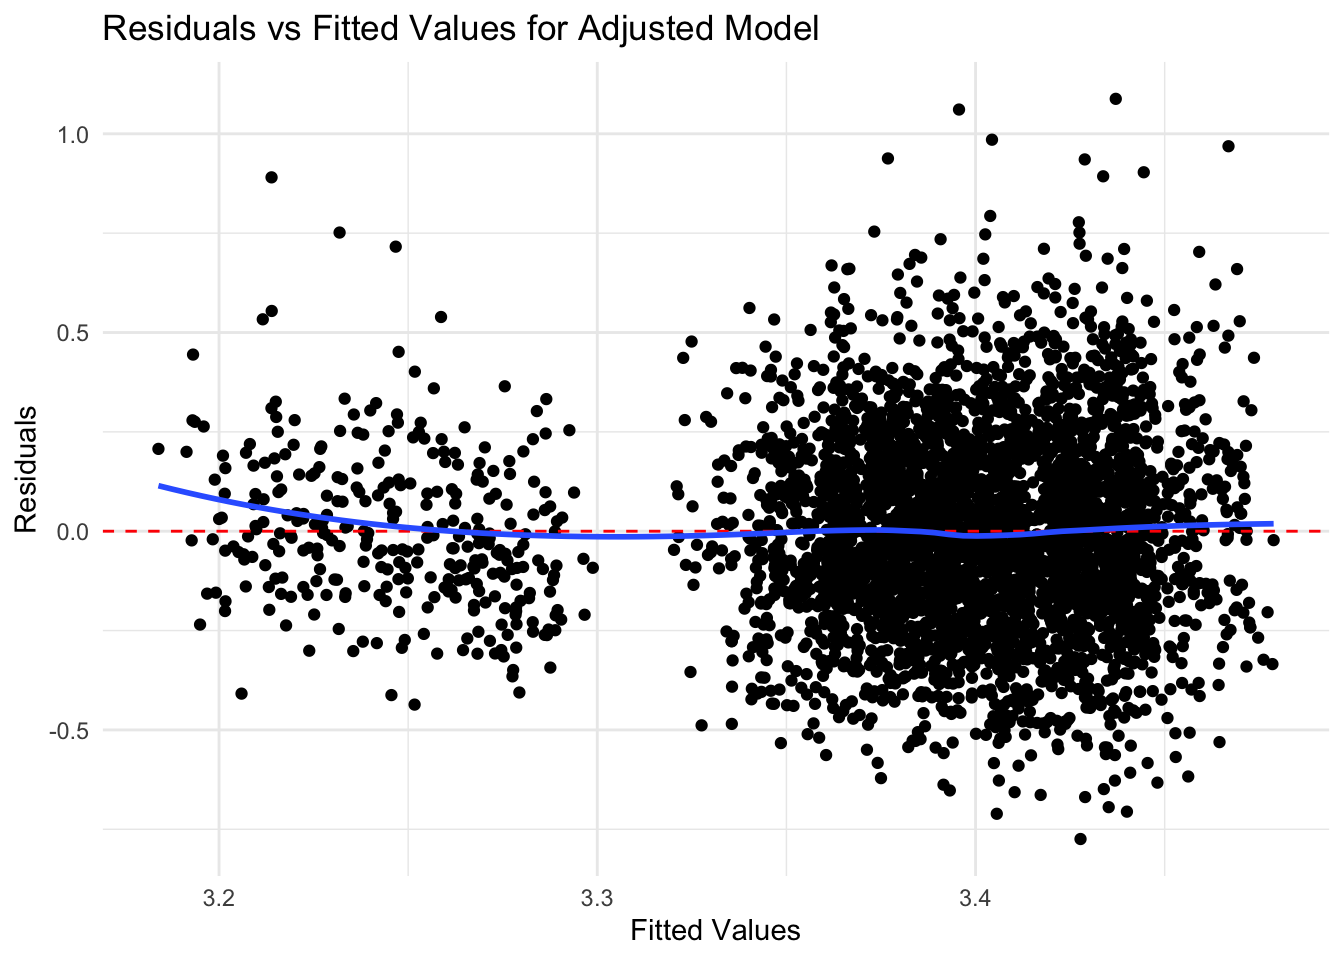 Residuals vs Fitted Values for Adjusted Model
1.0
0.5
0.0
-0.5
Residuals
3.2
3.3
3.4
Fitted Values